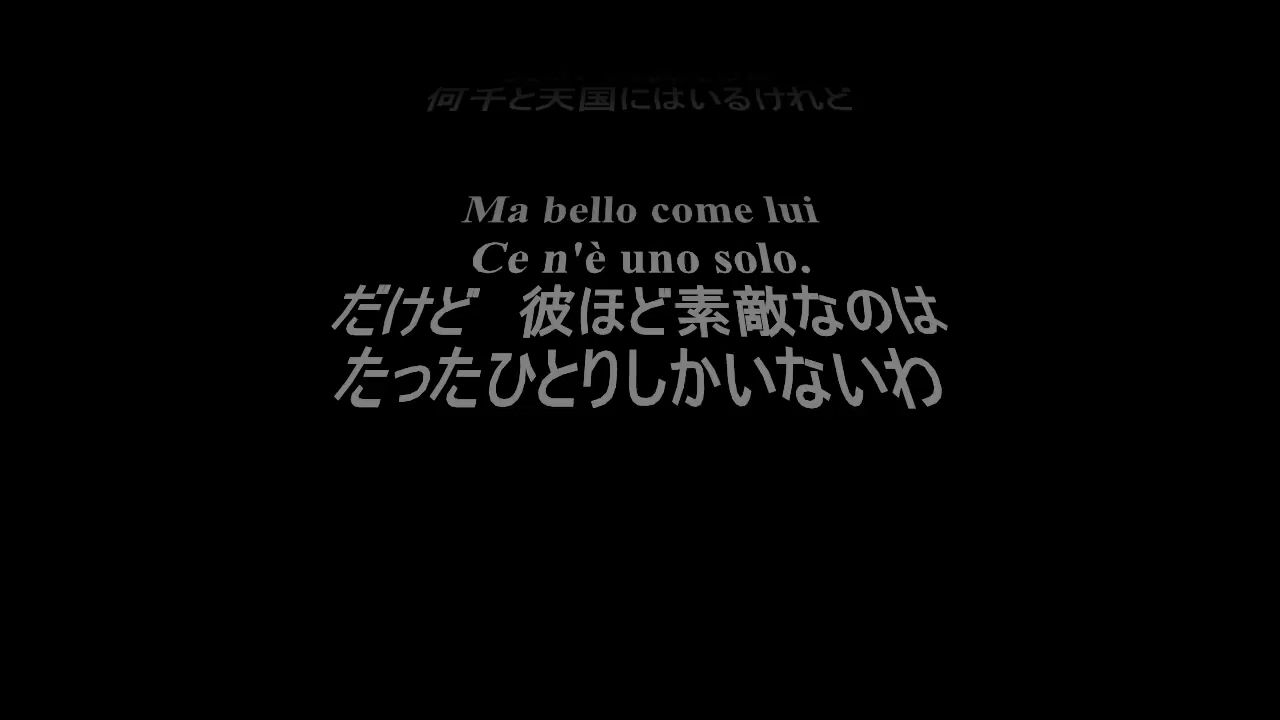 何千と天国にはいるけれど
Ma bello come lui
Ce n'è uno solo.
だけど　彼ほど素敵なのは
たったひとりしかいないわ